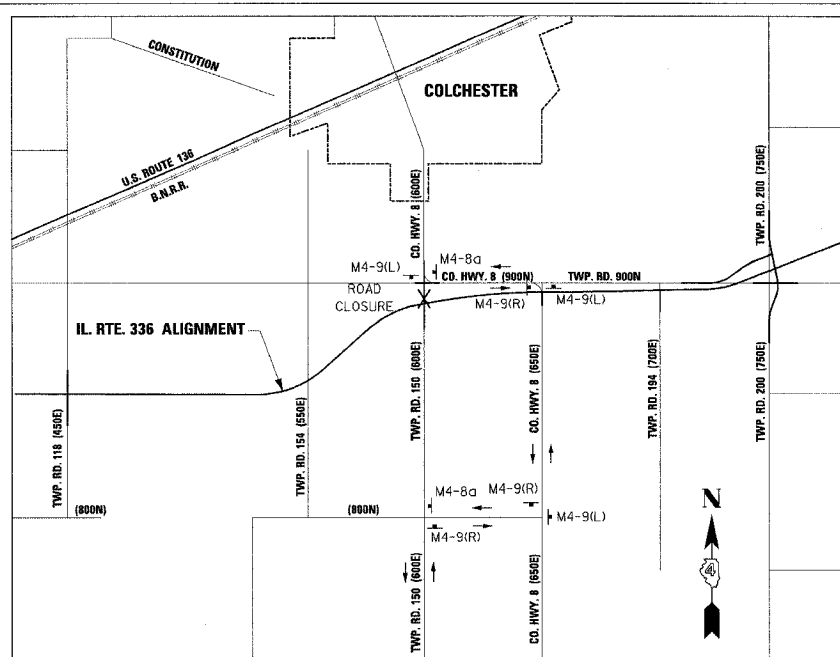 CONSTITUTION
COLCHESTER
U.S. ROUTE 136
B.N.R.R.
CO. HWY. 8 (600E)
TWP. RD. 200 (750E)
M4-9(L)
M4-8a
CO. HWY. 8 (900N)
TWP. RD. 900N
ROAD
CLOSURE
M4-9(R)
M4-9(L)
IL. RTE. 336 ALIGNMENT
TWP. RD. 118 (450E)
TWP. RD. 154 (550E)
TWP. RD. 150 (600E)
CO. HWY. 8 (650E)
TWP. RD. 194 (700E)
TWP. RD. 200 (750E)
(800N)
(800N)
M4-8a
M4-9(R)
M4-9(L)
M4-9(R)
TWP. RD. 150 (600E)
CO. HWY. 8 (650E)
N
4